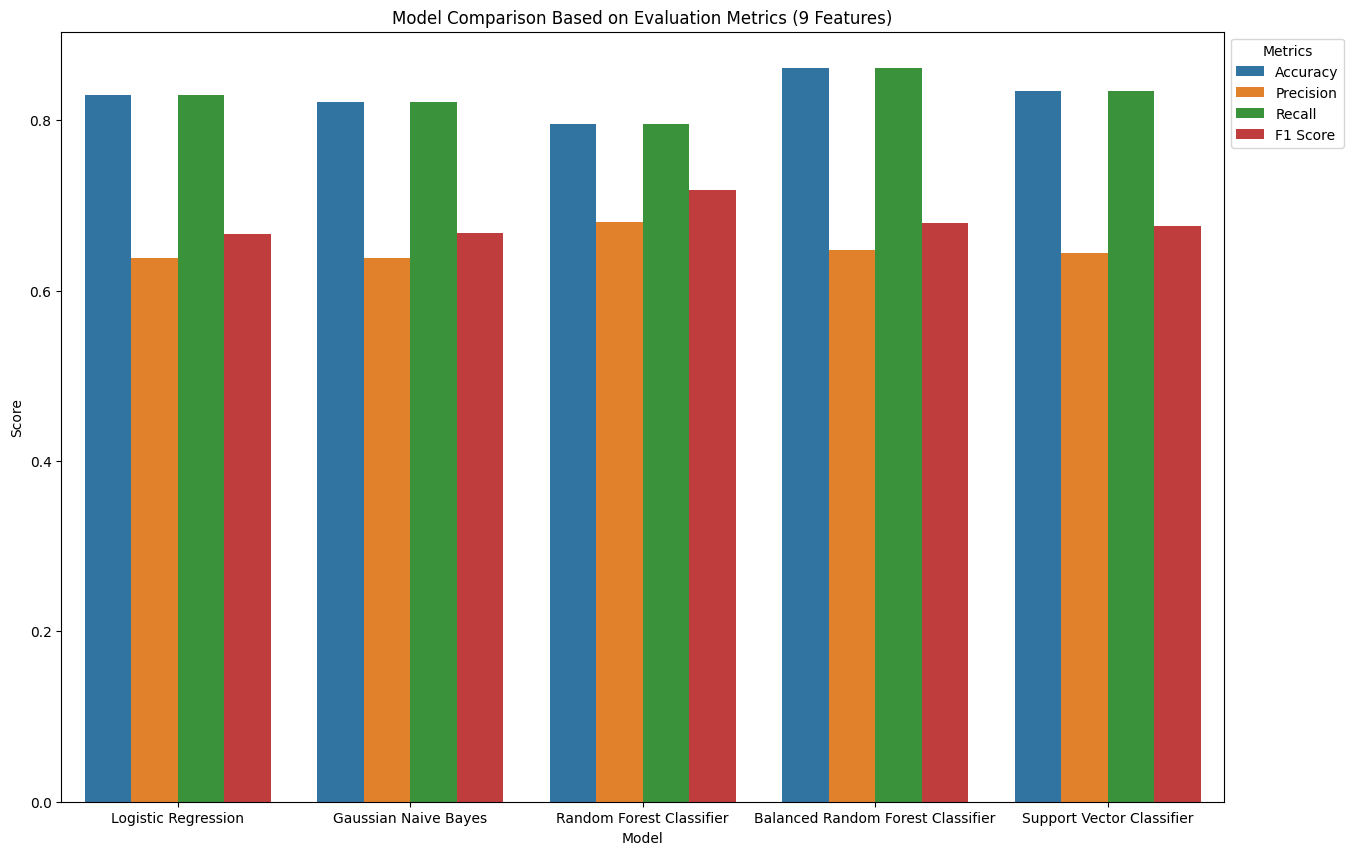 Model Comparison Based on Evaluation Metrics (9 Features)
Metrics
Accuracy
Precision
Recall
F1 Score
Score
0.8
0.6
0.4
0.2
0.0
Logistic Regression
Gaussian Naive Bayes
Random Forest Classifier
Balanced Random Forest Classifier
Support Vector Classifier
Model